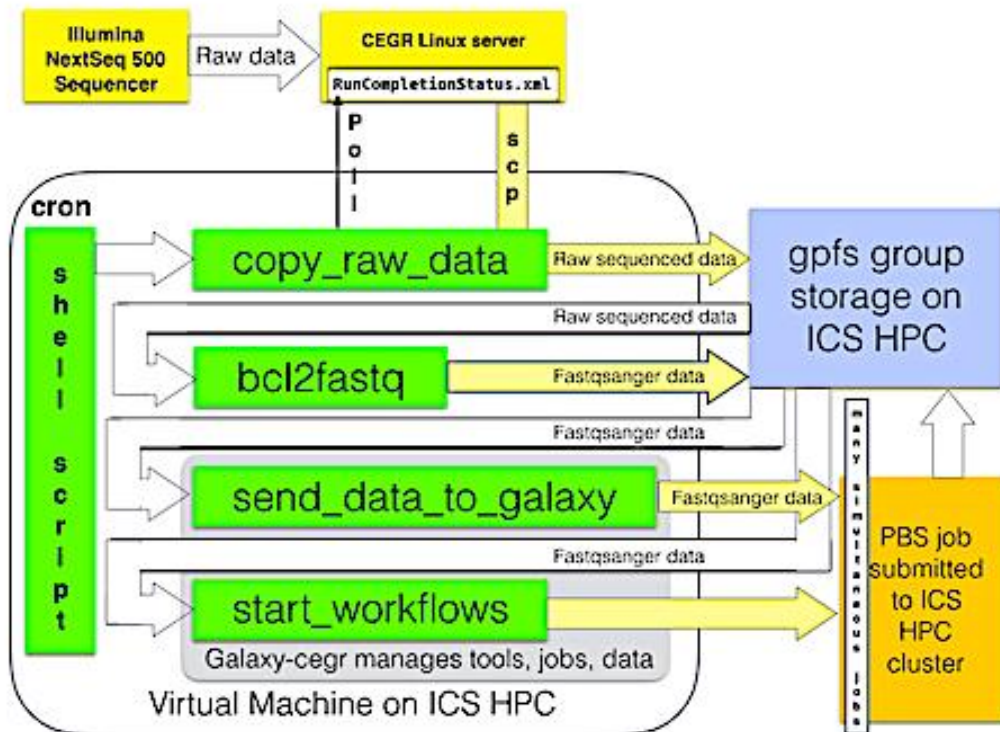 Illumina
NextSeq 500
Sequencer
Raw data
CEGR Linux server
RunCompletionStatus.xml
Poll
scp
cron
shell script
copy_raw_data
Raw sequenced data
gpfs group
storage on
ICS HPC
Raw sequenced data
bcl2fastq
Fastqsanger data
Fastqsanger data
send_data_to_galaxy
Fastqsanger data
many simultaneous jobs
PBS job
submitted
to ICS
HPC
cluster
Fastqsanger data
start_workflows
Galaxy-cegr manages tools, jobs, data
Virtual Machine on ICS HPC